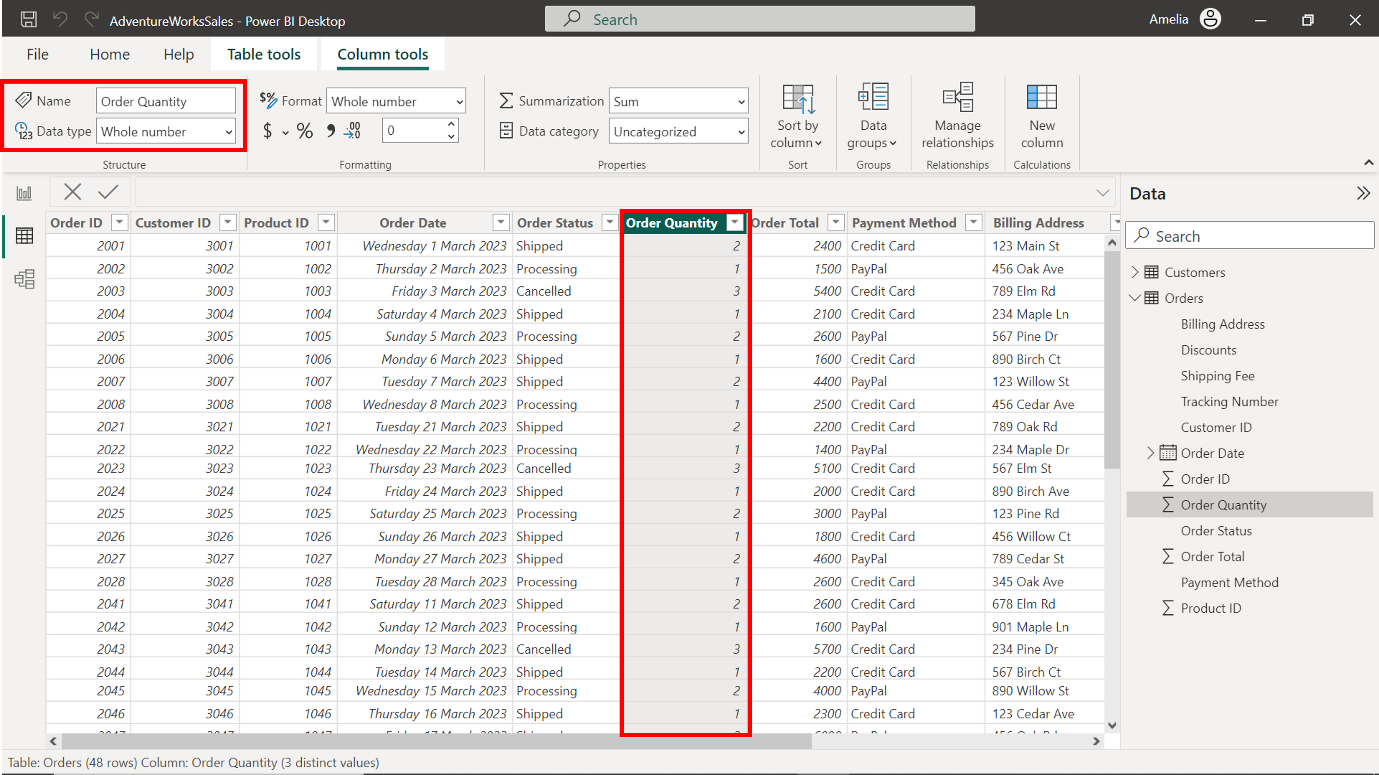 AdventureWorksSales - Power BI Desktop Search Amelia
File Home Help Table tools Column tools
Name Order Quantity $% Format Whole number Summarization Sum
Data type Whole number $ % 0 Data category Uncategorized
Sort by column Data groups Manage relationships New column
Structure Formatting Properties Sort Groups Relationships Calculations
Order ID Customer ID Product ID Order Date Order Status Order Quantity Order Total Payment Method Billing Address
2001 3001 1001 Wednesday 1 March 2023 Shipped 2 2400 Credit Card 123 Main St
2002 3002 1002 Thursday 2 March 2023 Processing 1 1500 PayPal 456 Oak Ave
2003 3003 1003 Friday 3 March 2023 Cancelled 3 5400 Credit Card 789 Elm Rd
2004 3004 1004 Saturday 4 March 2023 Shipped 1 2100 Credit Card 234 Maple Ln
2005 3005 1005 Sunday 5 March 2023 Processing 2 2600 PayPal 567 Pine Dr
2006 3006 1006 Monday 6 March 2023 Shipped 1 1600 Credit Card 890 Birch Ct
2007 3007 1007 Tuesday 7 March 2023 Shipped 2 4400 PayPal 123 Willow St
2008 3008 1008 Wednesday 8 March 2023 Processing 1 2500 Credit Card 456 Cedar Ave
2021 3021 1021 Tuesday 21 March 2023 Shipped 2 2200 Credit Card 789 Oak Rd
2022 3022 1022 Wednesday 22 March 2023 Processing 1 1400 PayPal 234 Maple Dr
2023 3023 1023 Thursday 23 March 2023 Cancelled 3 5100 Credit Card 567 Elm St
2024 3024 1024 Friday 24 March 2023 Shipped 1 2000 Credit Card 890 Birch Ave
2025 3025 1025 Saturday 25 March 2023 Processing 2 3000 PayPal 123 Pine Rd
2026 3026 1026 Sunday 26 March 2023 Shipped 1 1800 Credit Card 456 Willow Ct
2027 3027 1027 Monday 27 March 2023 Shipped 2 4600 PayPal 789 Cedar St
2028 3028 1028 Tuesday 28 March 2023 Processing 1 2600 Credit Card 345 Oak Ave
2041 3041 1041 Saturday 11 March 2023 Shipped 2 2600 Credit Card 678 Elm Rd
2042 3042 1042 Sunday 12 March 2023 Processing 1 1600 PayPal 901 Maple Ln
2043 3043 1043 Monday 13 March 2023 Cancelled 3 5700 Credit Card 234 Pine Dr
2044 3044 1044 Tuesday 14 March 2023 Shipped 1 2200 Credit Card 567 Birch Ct
2045 3045 1045 Wednesday 15 March 2023 Processing 2 4000 PayPal 890 Willow St
2046 3046 1046 Thursday 16 March 2023 Shipped 1 2300 Credit Card 123 Cedar Ave
Data
Search
Customers
Orders
Billing Address
Discounts
Shipping Fee
Tracking Number
Customer ID
Order Date
Order ID
Order Quantity
Order Status
Order Total
Payment Method
Product ID
Table: Orders (48 rows) Column: Order Quantity (3 distinct values)